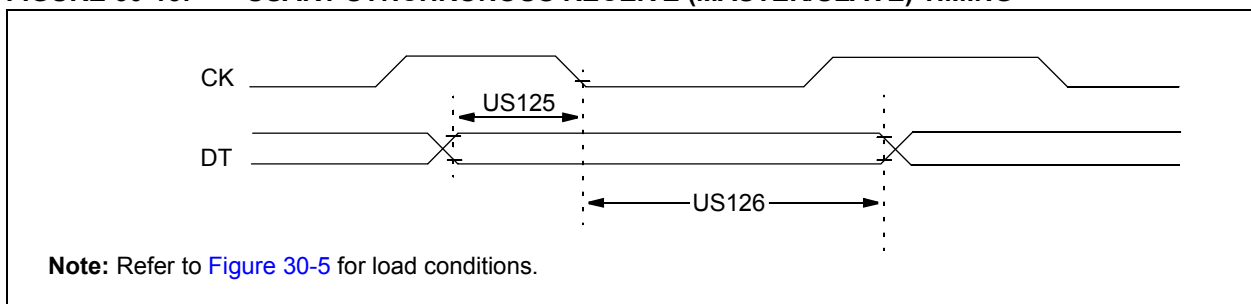 CK
US125
DT
US126
Note: Refer to Figure 30-5 for load conditions.